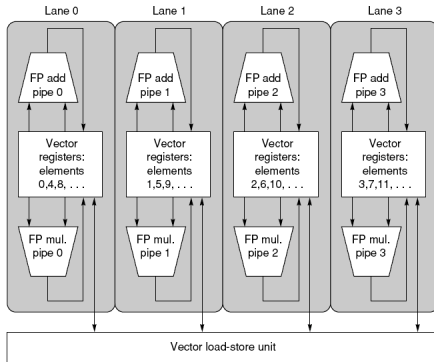 Lane 0
Lane 1
Lane 2
Lane 3
FP add
pipe 0
FP add
pipe 1
FP add
pipe 2
FP add
pipe 3
Vector
registers:
elements
0,4,8, . . .
Vector
registers:
elements
1,5,9, . . .
Vector
registers:
elements
2,6,10, . . .
Vector
registers:
elements
3,7,11, . . .
FP mul.
pipe 0
FP mul.
pipe 1
FP mul.
pipe 2
FP mul.
pipe 3
Vector load-store unit